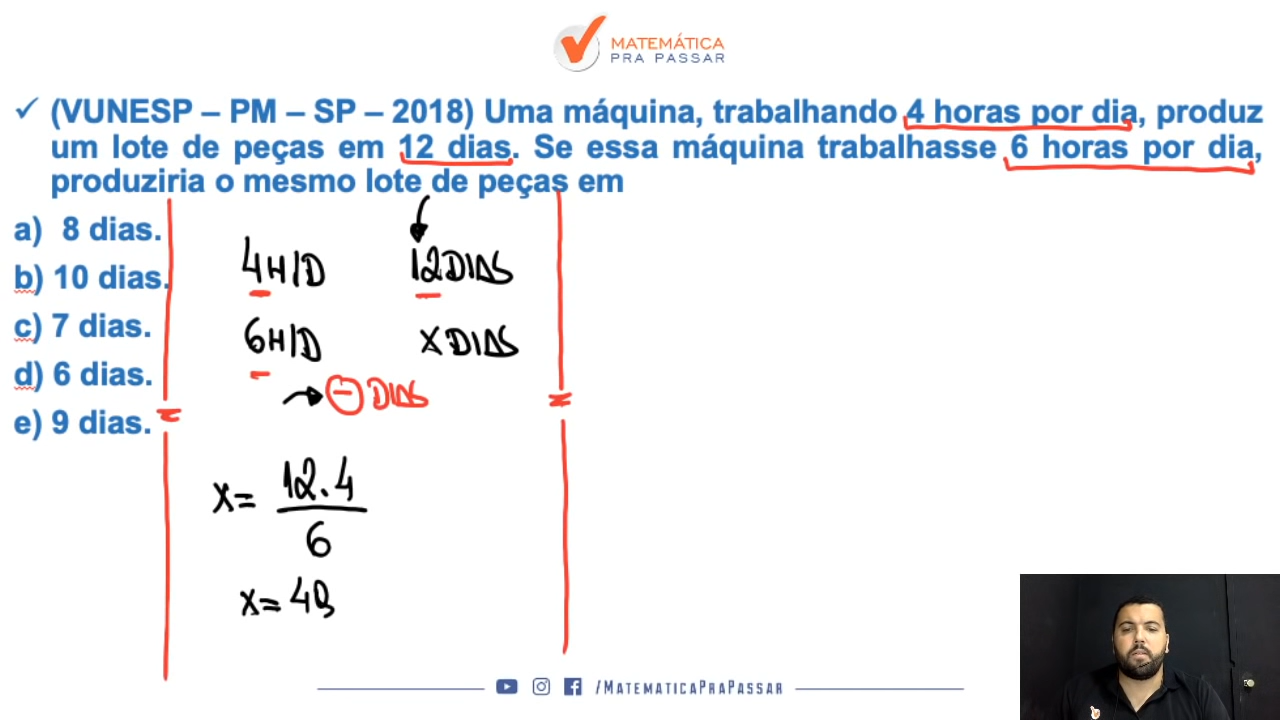 MATEMÁTICA
PRA PASSAR
✓ (VUNESP – PM – SP – 2018) Uma máquina, trabalhando 4 horas por dia, produz
um lote de peças em 12 dias. Se essa máquina trabalhasse 6 horas por dia,
produziria o mesmo lote de peças em
a) 8 dias.
b) 10 dias.
c) 7 dias.
d) 6 dias.
e) 9 dias.
4H/D 12DIAS
6H/D X DIAS
- DIAS
X= 12.4
6
X= 48
/MATEMATICAPRAPASSAR